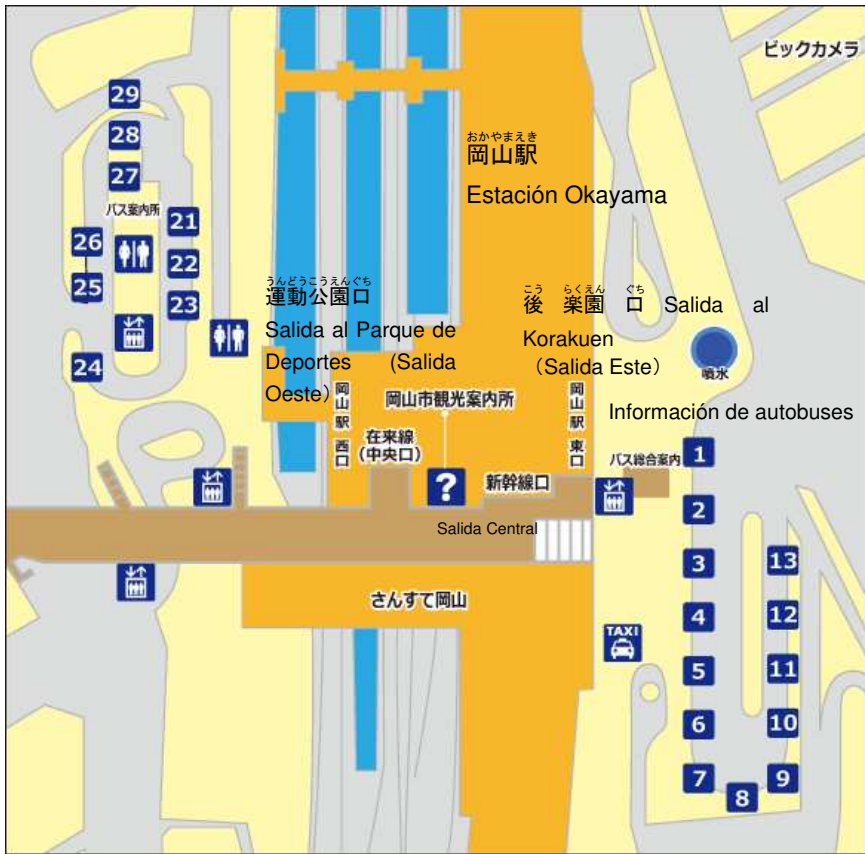 ビックカメラ
29
28
27
バス案内所
26
25
24
21
22
23
おかやまえき
岡山駅
Estación Okayama
うんどうこうえんぐち
運動公園口
Salida al Parque de
Deportes (Salida
Oeste)
こう らくえん ぐち
後 楽園 口 Salida al
Korakuen
（Salida Este）
噴水
岡山駅 西口
岡山市観光案内所
在来線
(中央口)
?
新幹線口
岡山駅 東口
Información de autobuses
バス総合案内
Salida Central
さんすて岡山
TAXI
1
2
3
4
5
6
7
8
9
10
11
12
13